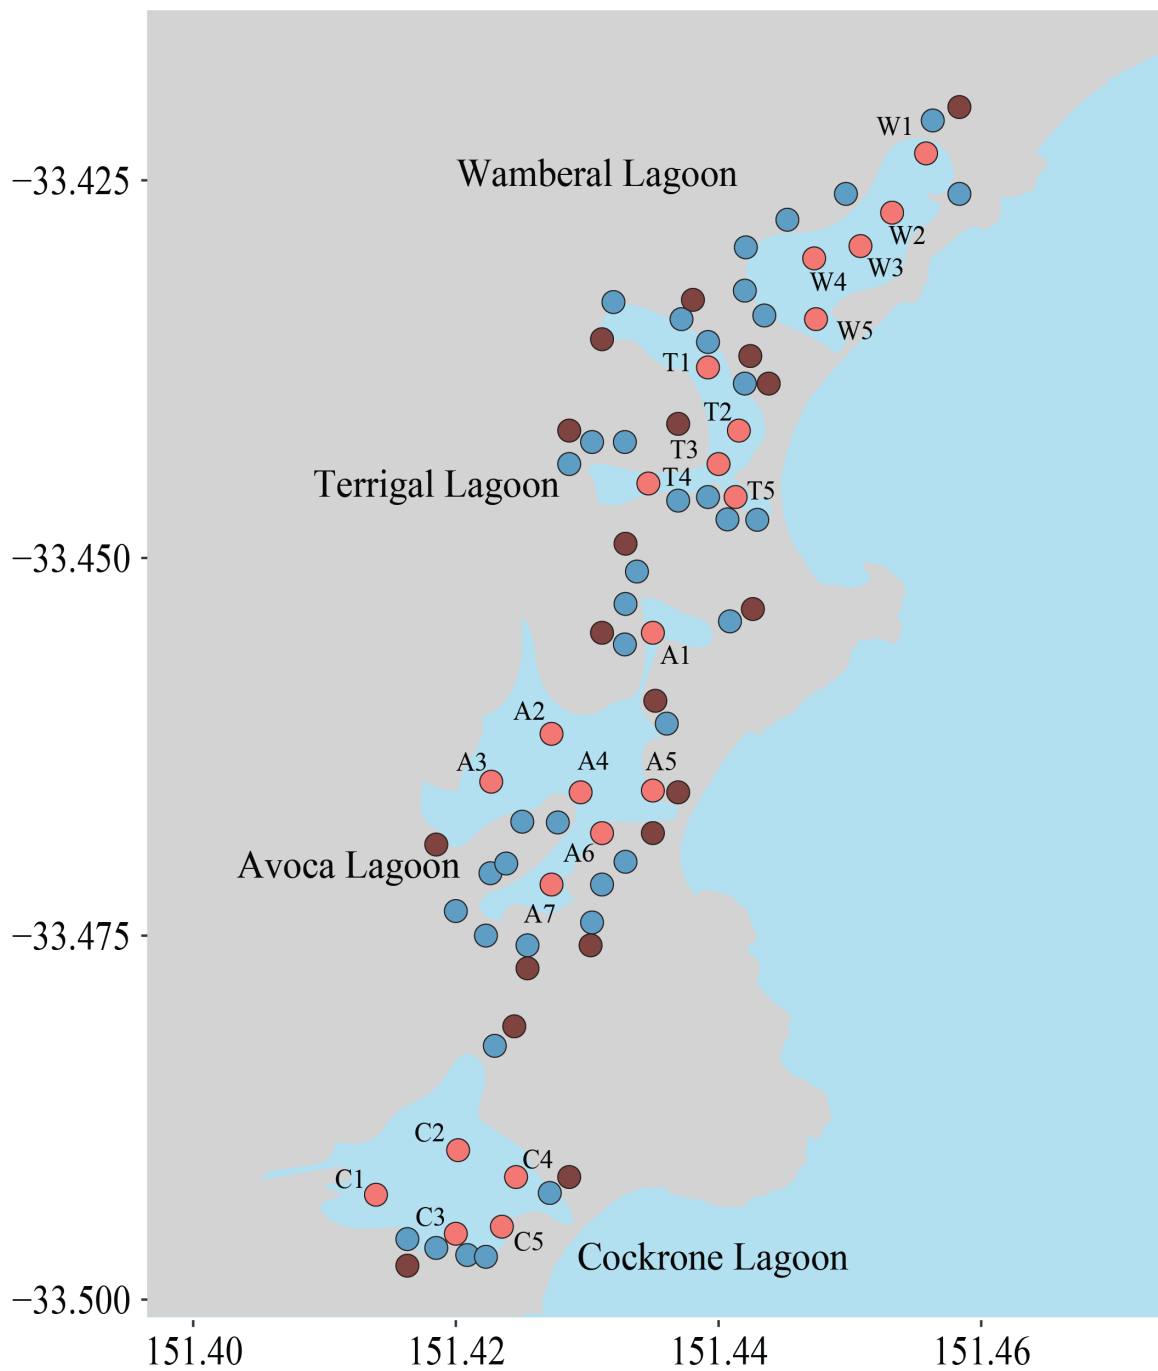 W1
Wamberal Lagoon
−33.425
W2
W3
W4
W5
T1
T2
T3
T4
Terrigal Lagoon
T5
−33.450
A1
A2
A3
A4
A5
A6
Avoca Lagoon
A7
−33.475
C2
C4
C1
C3
C5
Cockrone Lagoon
−33.500
151.40 151.42 151.44 151.46